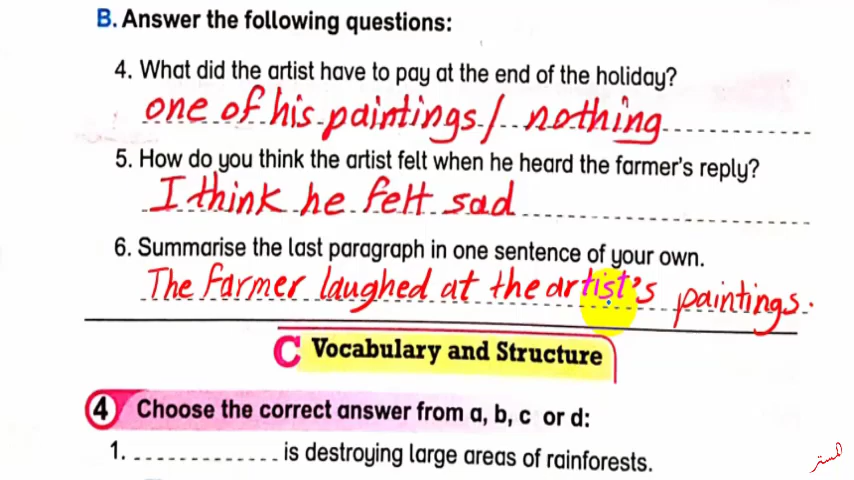 B. Answer the following questions:
4. What did the artist have to pay at the end of the holiday?
one of his paintings / nothing
5. How do you think the artist felt when he heard the farmer's reply?
I think he felt sad
6. Summarise the last paragraph in one sentence of your own.
The farmer laughed at the artist's paintings.
C Vocabulary and Structure
4 Choose the correct answer from a, b, c or d:
1. ............... is destroying large areas of rainforests.
المستر